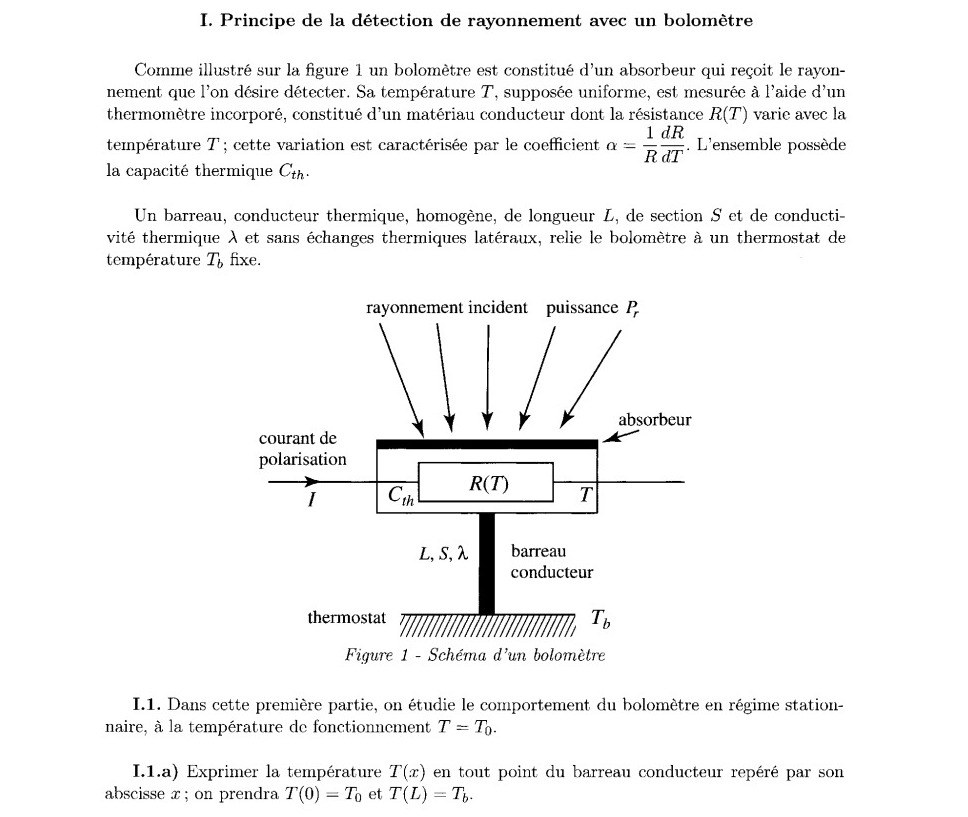 I. Principe de la détection de rayonnement avec un bolomètre
Comme illustré sur la figure 1 un bolomètre est constitué d'un absorbeur qui reçoit le rayon-
nement que l'on désire détecter. Sa température T, supposée uniforme, est mesurée à l'aide d'un
thermomètre incorporé, constitué d'un matériau conducteur dont la résistance R(T) varie avec la
température T ; cette variation est caractérisée par le coefficient α = \frac{1}{R}\frac{dR}{dT}. L'ensemble possède
la capacité thermique C_{th}.
Un barreau, conducteur thermique, homogène, de longueur L, de section S et de conducti-
vité thermique λ et sans échanges thermiques latéraux, relie le bolomètre à un thermostat de
température T_b fixe.
rayonnement incident puissance P_r
absorbeur
courant de
polarisation
I
C_{th}
R(T)
T
L, S, λ
barreau
conducteur
thermostat
T_b
Figure 1 - Schéma d'un bolomètre
I.1. Dans cette première partie, on étudie le comportement du bolomètre en régime station-
naire, à la température de fonctionnement T = T_0.
I.1.a) Exprimer la température T(x) en tout point du barreau conducteur repéré par son
abscisse x ; on prendra T(0) = T_0 et T(L) = T_b.